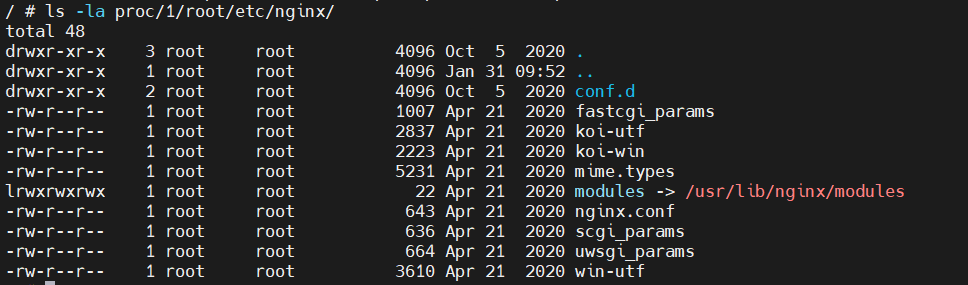 / # ls -la proc/1/root/etc/nginx/
total 48
drwxr-xr-x    3 root     root          4096 Oct  5  2020 .
drwxr-xr-x    1 root     root          4096 Jan 31 09:52 ..
drwxr-xr-x    2 root     root          4096 Oct  5  2020 conf.d
-rw-r--r--    1 root     root          1007 Apr 21  2020 fastcgi_params
-rw-r--r--    1 root     root          2837 Apr 21  2020 koi-utf
-rw-r--r--    1 root     root          2223 Apr 21  2020 koi-win
-rw-r--r--    1 root     root          5231 Apr 21  2020 mime.types
lrwxrwxrwx    1 root     root            22 Apr 21  2020 modules -> /usr/lib/nginx/modules
-rw-r--r--    1 root     root           643 Apr 21  2020 nginx.conf
-rw-r--r--    1 root     root           636 Apr 21  2020 scgi_params
-rw-r--r--    1 root     root           664 Apr 21  2020 uwsgi_params
-rw-r--r--    1 root     root          3610 Apr 21  2020 win-utf